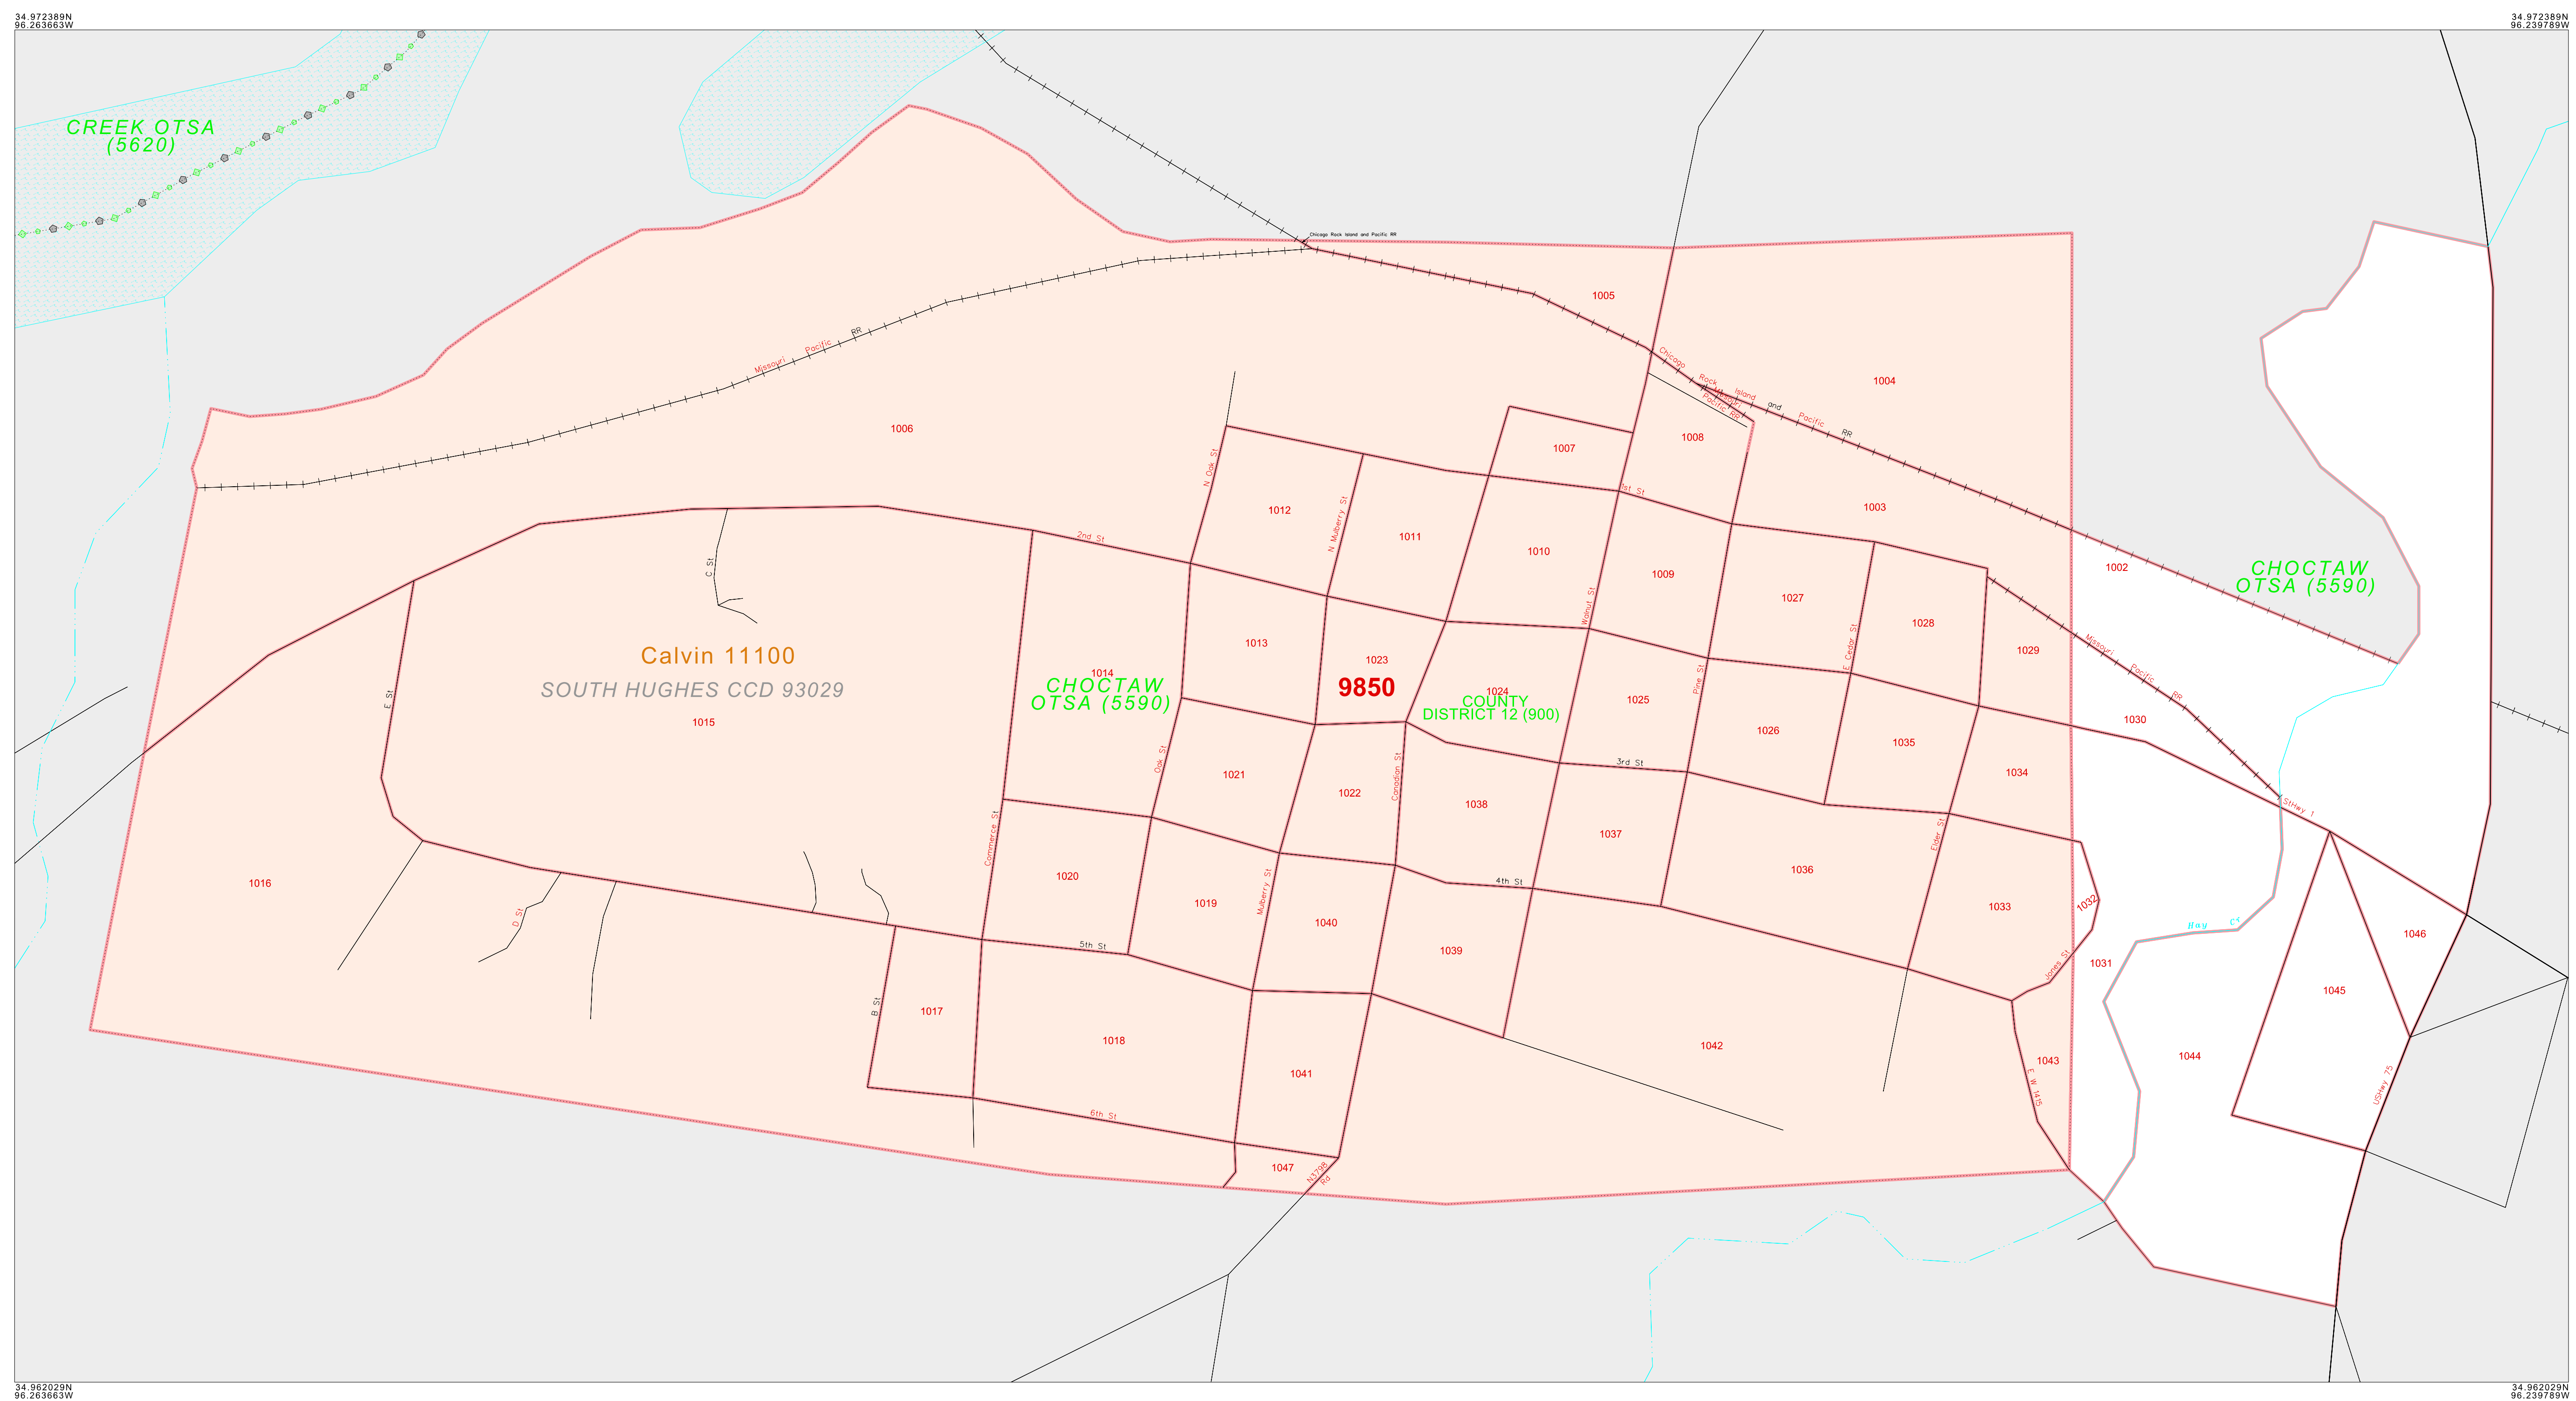 34.972389N
96.263663W
34.972389N
96.239789W
CREEK OTSA
(5620)
Chicago Rock Island and Pacific RR
1005
Missouri Pacific RR
Chicago Rock Island and Pacific RR
Missouri
Pacific RR
1004
1006
1007
1008
N Oak St
1st St
1012
N Mulberry St
1011
1010
1009
1003
2nd St
C St
1002
CHOCTAW
OTSA (5590)
Walnut St
1027
1028
E Cedar St
1029
Missouri Pacific RR
1013
1023
Calvin 11100
SOUTH HUGHES CCD 93029
1014
CHOCTAW
OTSA (5590)
9850
1024
COUNTY
DISTRICT 12 (900)
1025
Pine St
E St
1015
1026
1035
1030
Oak St
1021
1022
Canadian St
3rd St
1034
1038
1037
StHwy 1
Commerce St
Elder St
1016
1020
1019
Mulberry St
4th St
1036
1033
1032
1040
1039
D St
5th St
Jones St
1031
Hay Cr
1046
1045
B St
1017
1018
1041
1042
1043
E W 1415
1044
USHwy 75
6th St
1047
N3798
Rd
34.962029N
96.263663W
34.962029N
96.239789W